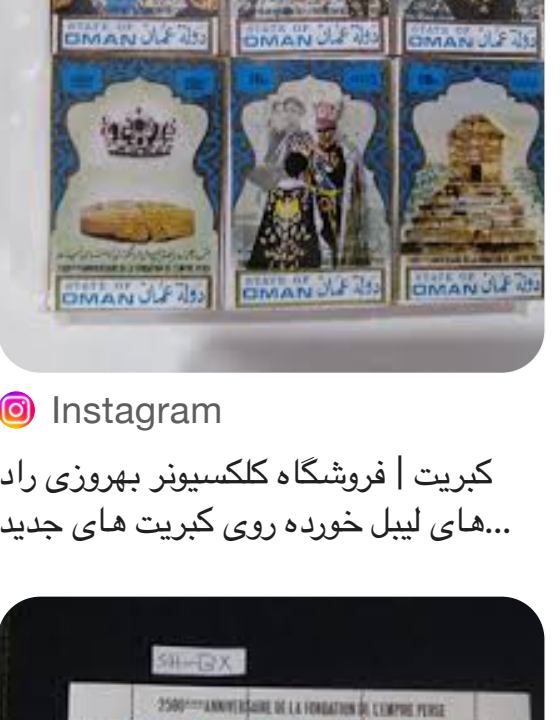 STATE OF OMAN دولة عمان
STATE OF OMAN دولة عمان
STATE OF OMAN دولة عمان
STATE OF
OMAN دولة عمان
STATE OF
OMAN دولة عمان
STATE OF
OMAN دولة عمان
Instagram
کبریت | فروشگاه کلکسیونر بهروزی راد
های لیبل خورده روی کبریت های جدید...
2500 ANNIVERSAIRE DE LA FONDATION DE L'EMPIRE PERSE